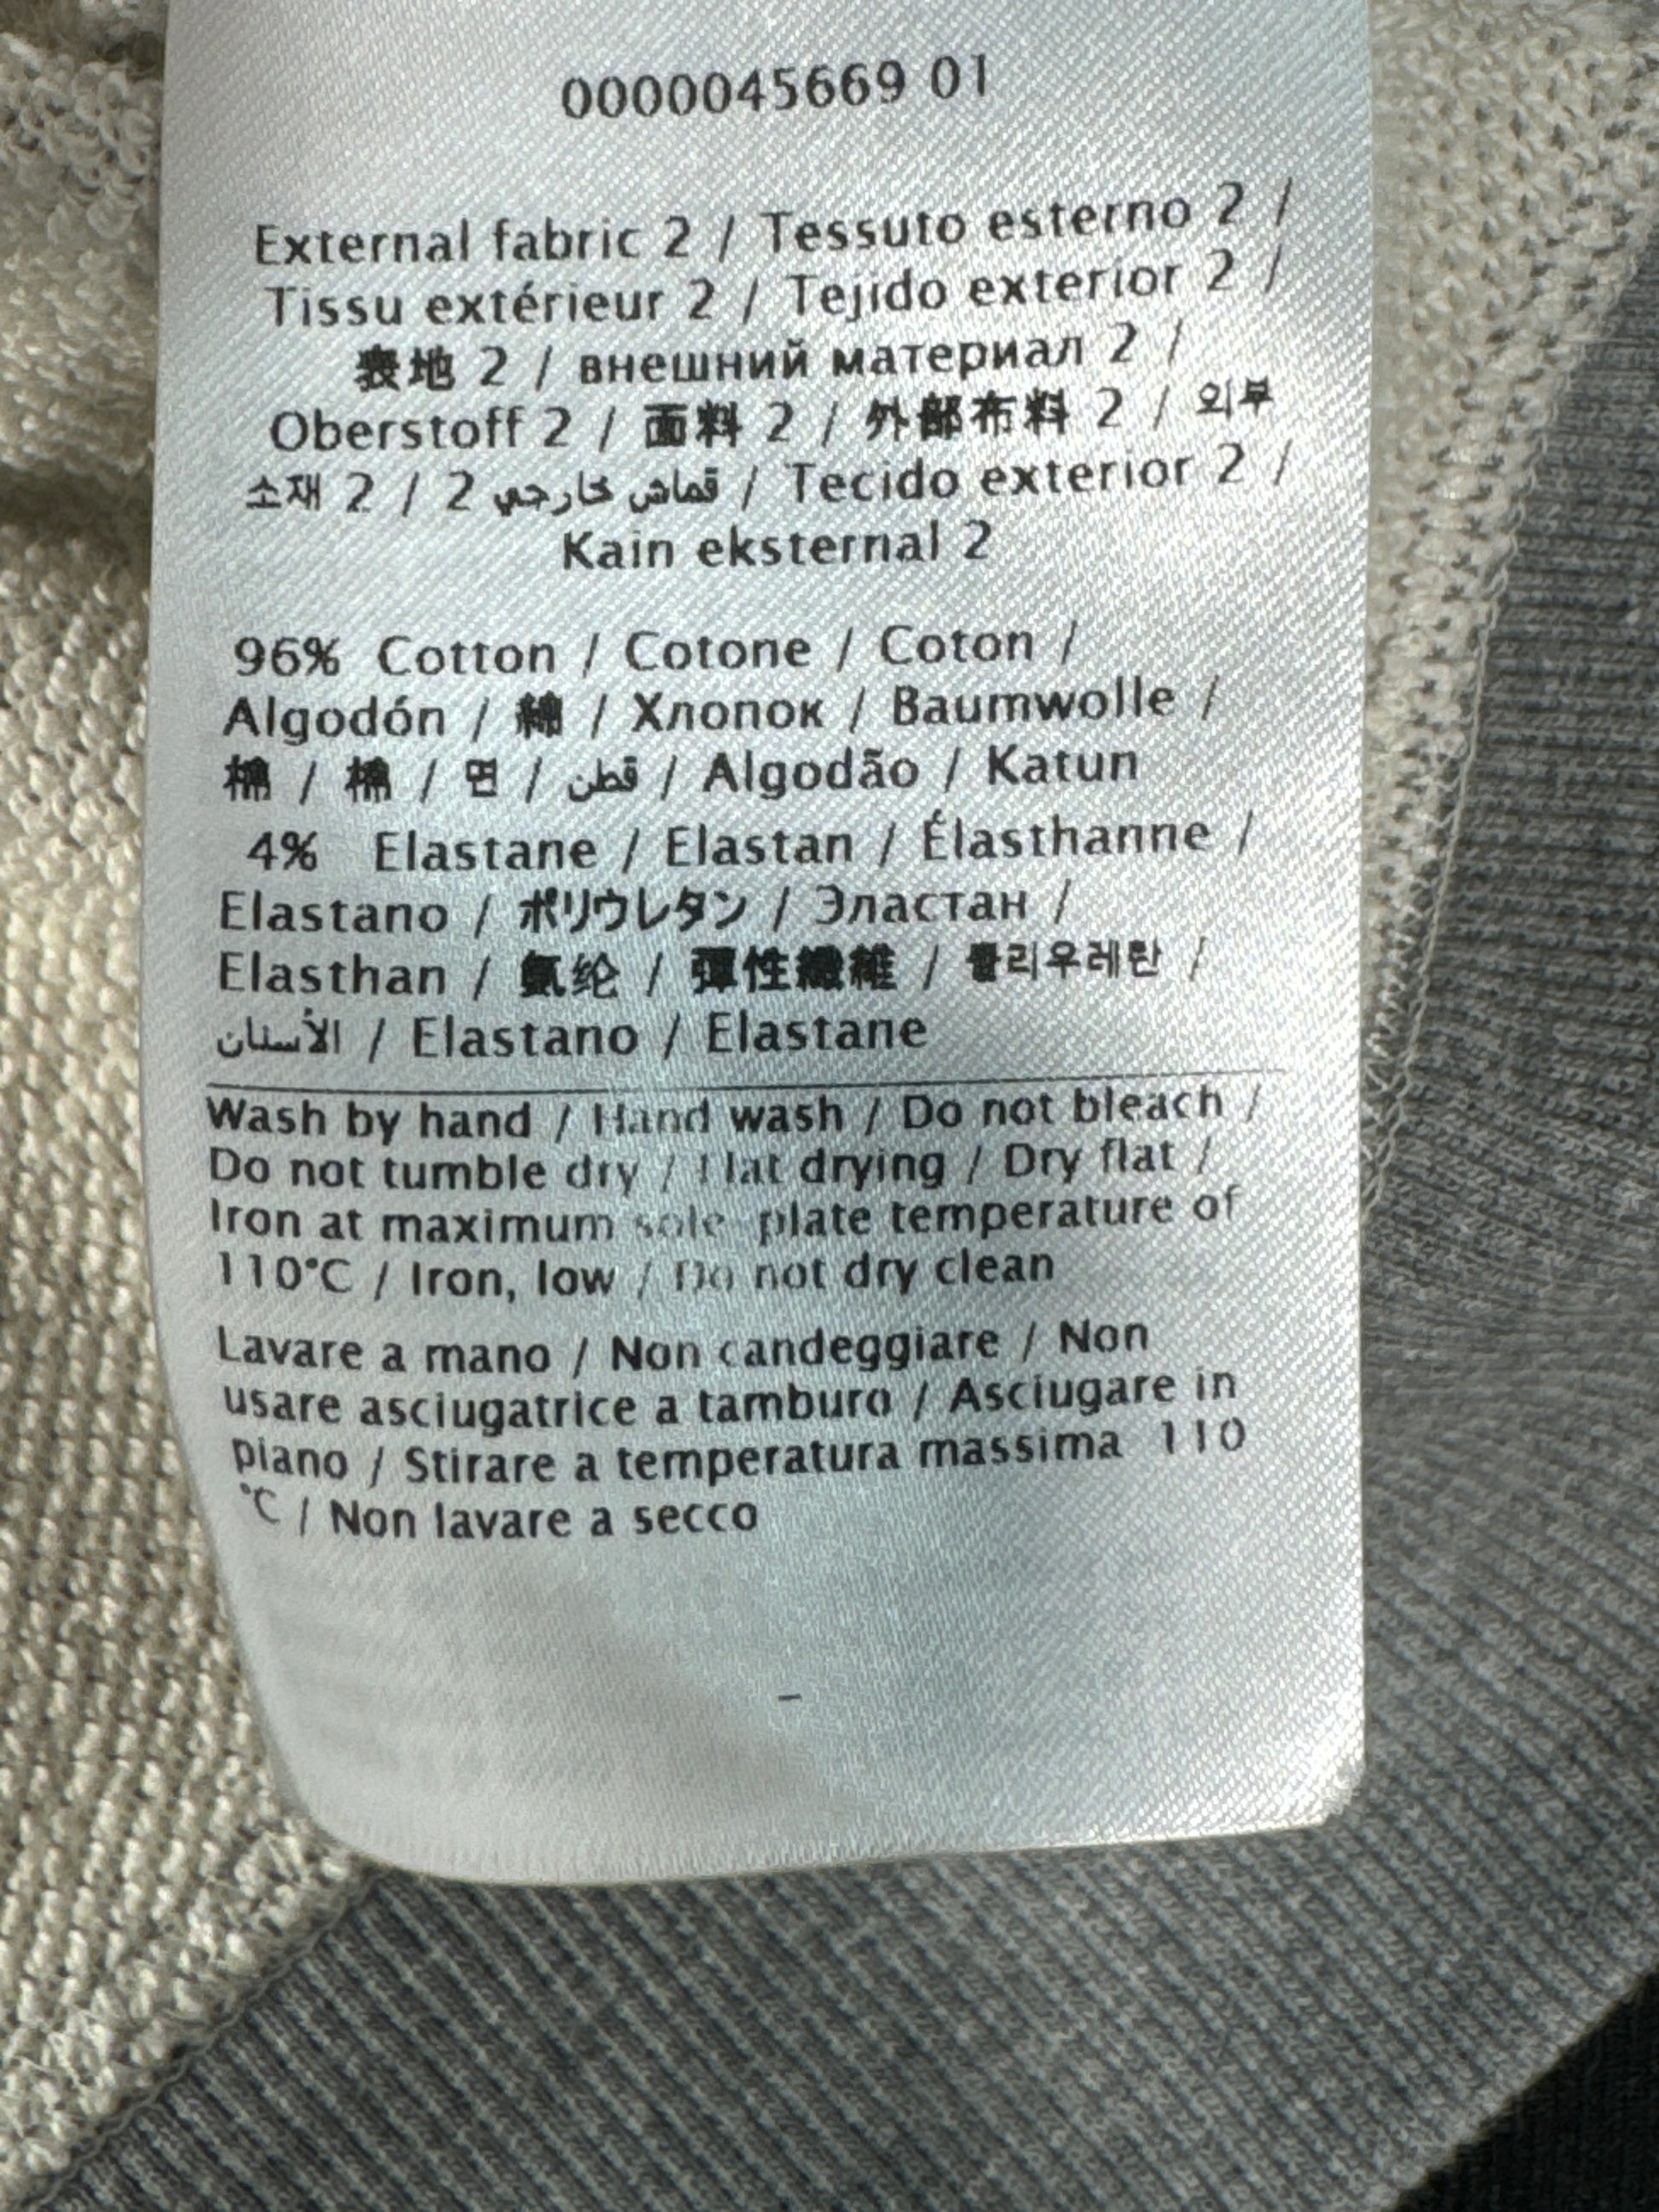 0000045669 01
External fabric 2 / Tessuto esterno 2 /
Tissu extérieur 2 / Tejido exterior 2 /
表地 2 / внешний материал 2 /
Oberstoff 2 / 面料 2 / 外部布料 2 / 외부
소재 2 / قماش خارجي 2 / Tecido exterior 2 /
Kain eksternal 2
96% Cotton / Cotone / Coton /
Algodón / 綿 / Хлопок / Baumwolle /
棉 / 棉 / 면 / قطن / Algodão / Katun
4% Elastane / Elastan / Élasthanne /
Elastano / ポリウレタン / Эластан /
Elasthan / 氨纶 / 彈性纖維 / 폴리우레탄 /
الأستان / Elastano / Elastane
Wash by hand / Hand wash / Do not bleach /
Do not tumble dry / Flat drying / Dry flat /
Iron at maximum sole plate temperature of
110°C / Iron, low / Do not dry clean
Lavare a mano / Non candeggiare / Non
usare asciugatrice a tamburo / Asciugare in
piano / Stirare a temperatura massima 110
°C / Non lavare a secco
-